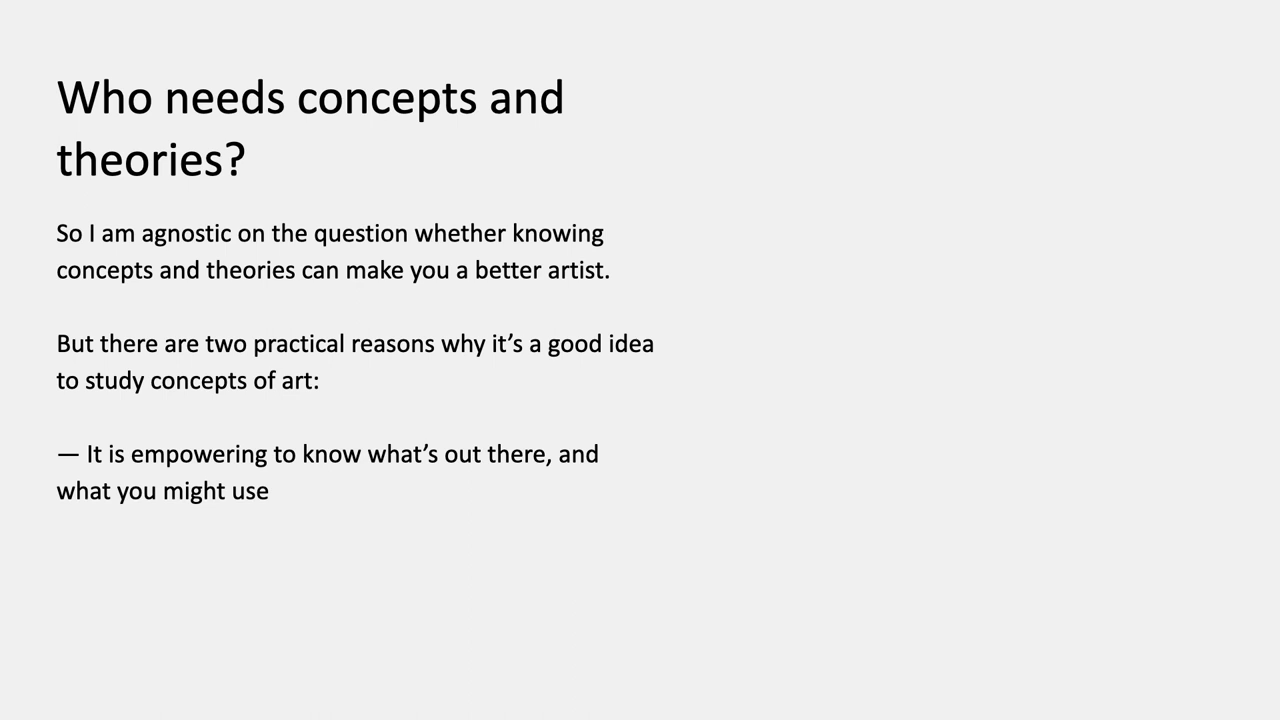 Who needs concepts and
theories?
So I am agnostic on the question whether knowing
concepts and theories can make you a better artist.
But there are two practical reasons why it’s a good idea
to study concepts of art:
— It is empowering to know what’s out there, and
what you might use